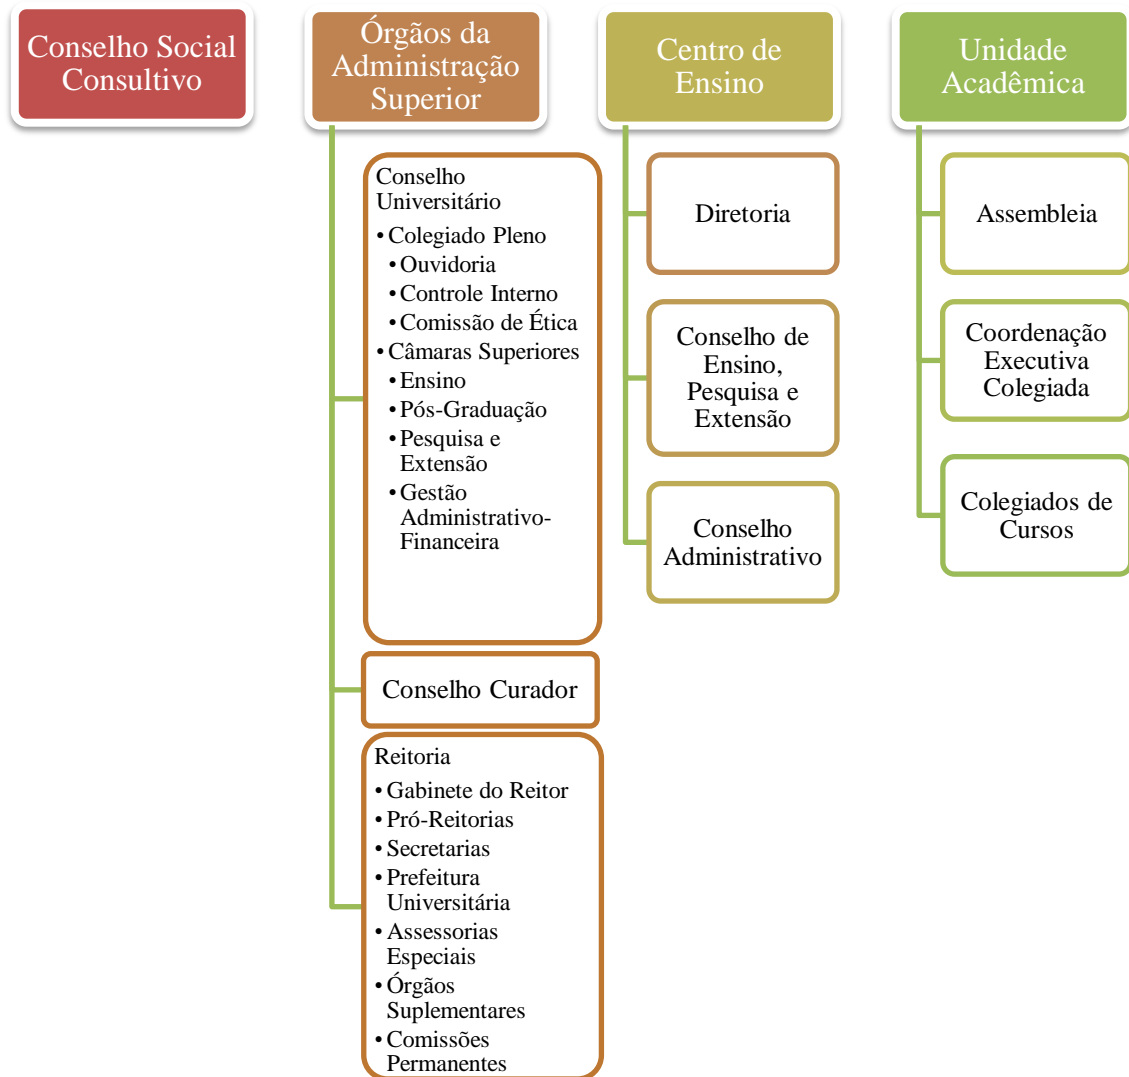 Conselho Social
Consultivo
Órgãos da
Administração
Superior
Conselho
Universitário
• Colegiado Pleno
• Ouvidoria
• Controle Interno
• Comissão de Ética
• Câmaras Superiores
• Ensino
• Pós-Graduação
• Pesquisa e
Extensão
• Gestão
Administrativo-
Financeira
Conselho Curador
Reitoria
• Gabinete do Reitor
• Pró-Reitorias
• Secretarias
• Prefeitura
Universitária
• Assessorias
Especiais
• Órgãos
Suplementares
• Comissões
Permanentes
Centro de
Ensino
Diretoria
Conselho de
Ensino,
Pesquisa e
Extensão
Conselho
Administrativo
Unidade
Acadêmica
Assembleia
Coordenação
Executiva
Colegiada
Colegiados de
Cursos